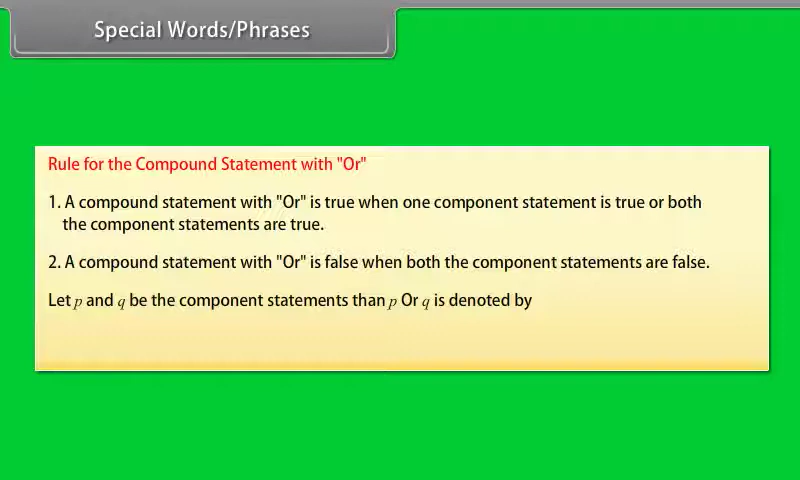 Special Words/Phrases
Rule for the Compound Statement with "Or"
1. A compound statement with "Or" is true when one component statement is true or both
the component statements are true.
2. A compound statement with "Or" is false when both the component statements are false.
Let p and q be the component statements than p Or q is denoted by